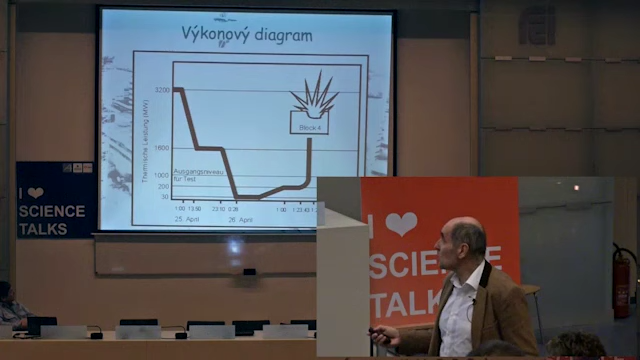 Výkonový diagram
Thermische Leistung (MW)
3200
1600
Ausgangsniveau
für Test
1000
200
30
Block 4
1:00 13:50 23:10 0:28
1:00 1:23:40
25. April 26. April
I
SCIENCE
TALKS
I
SCIENCE
TALKS